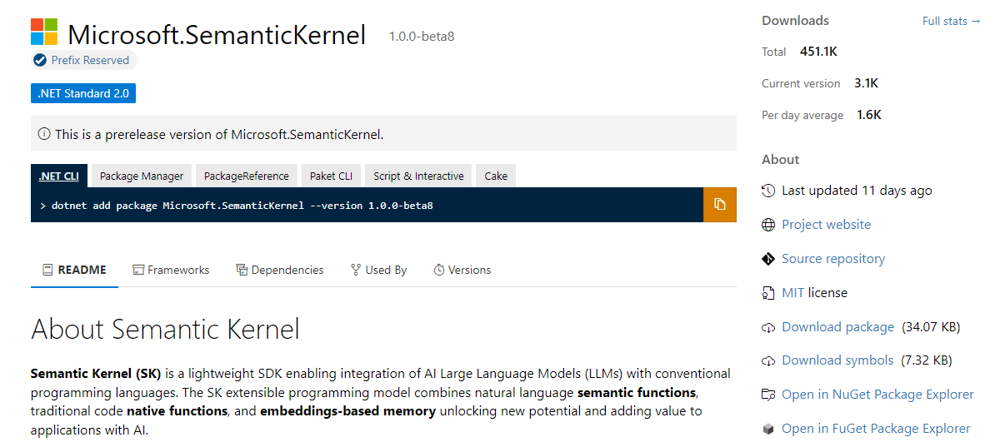 Microsoft.SemanticKernel 1.0.0-beta8
Prefix Reserved
.NET Standard 2.0
This is a prerelease version of Microsoft.SemanticKernel.
.NET CLI Package Manager PackageReference Paket CLI Script & Interactive Cake
> dotnet add package Microsoft.SemanticKernel --version 1.0.0-beta8
README Frameworks Dependencies Used By Versions
About Semantic Kernel
Semantic Kernel (SK) is a lightweight SDK enabling integration of AI Large Language Models (LLMs) with conventional
programming languages. The SK extensible programming model combines natural language semantic functions,
traditional code native functions, and embeddings-based memory unlocking new potential and adding value to
applications with AI.
Downloads Full stats →
Total 451.1K
Current version 3.1K
Per day average 1.6K
About
Last updated 11 days ago
Project website
Source repository
MIT license
Download package (34.07 KB)
Download symbols (7.32 KB)
Open in NuGet Package Explorer
Open in FuGet Package Explorer